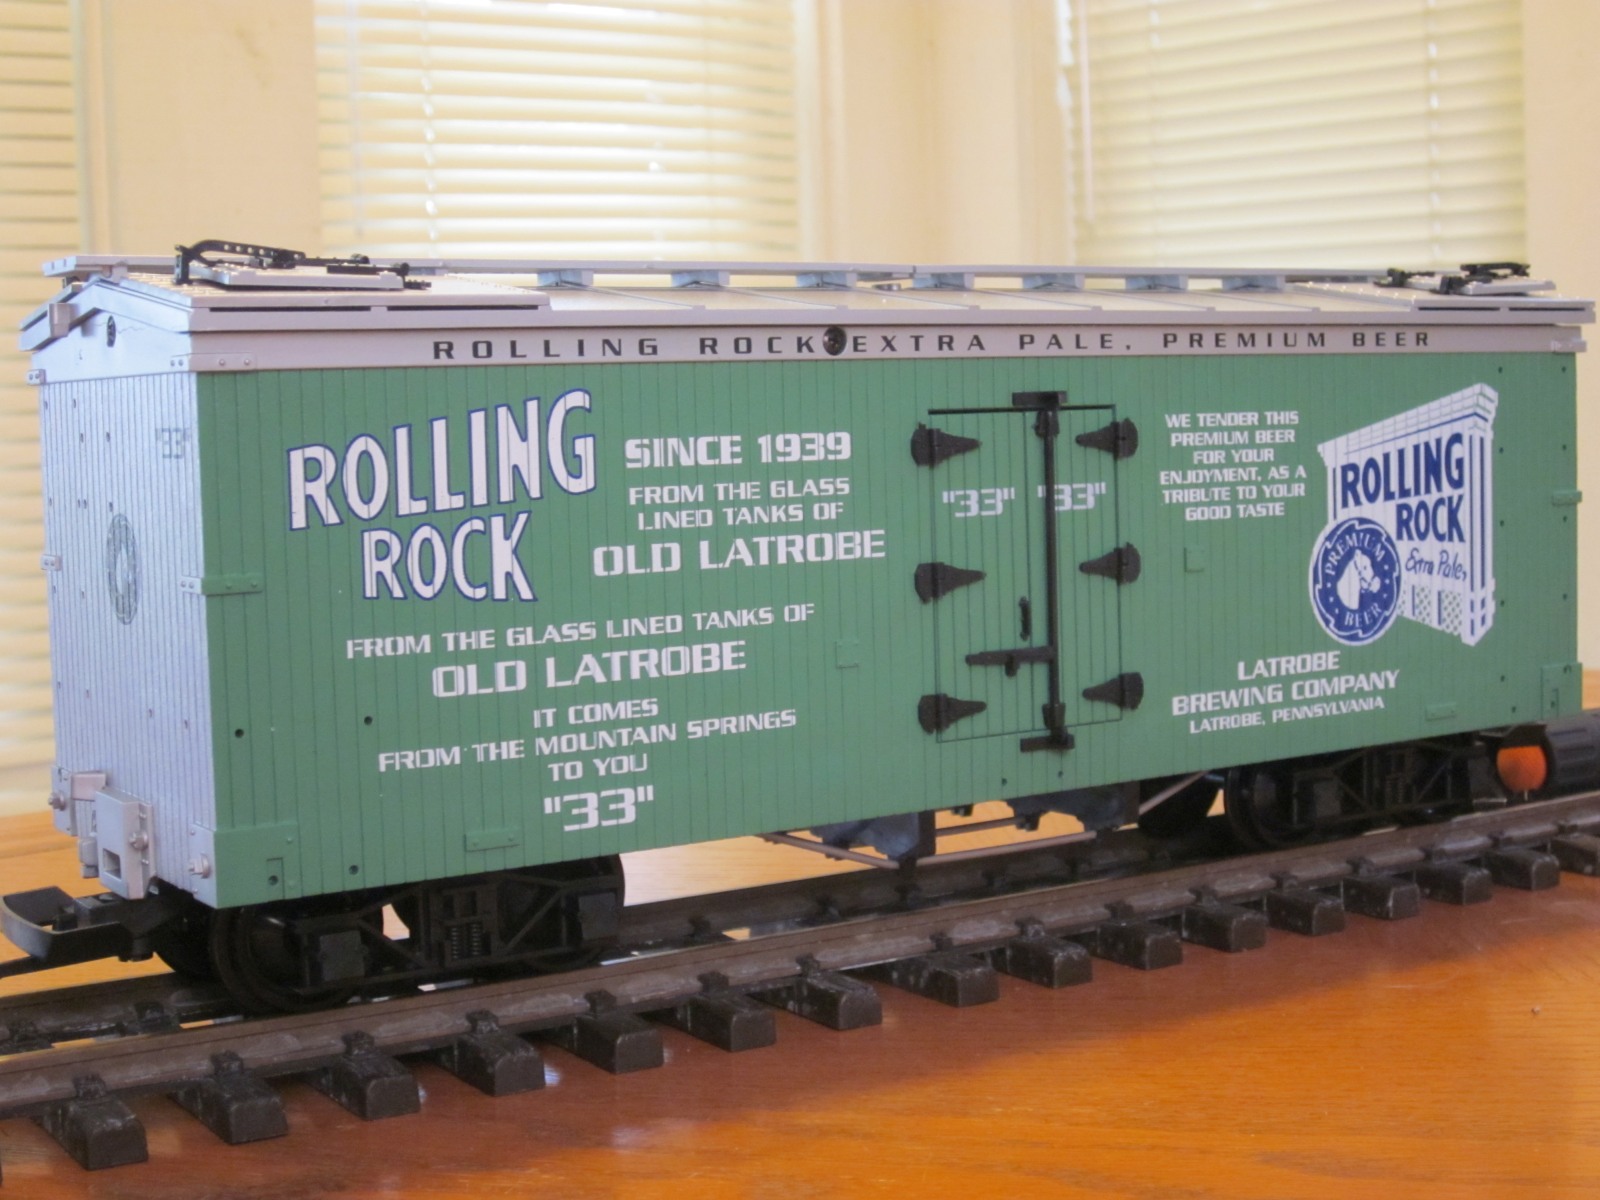 ROLLING ROCK EXTRA PALE, PREMIUM BEER
"33"
ROLLING
ROCK
SINCE 1939
FROM THE GLASS
LINED TANKS OF
OLD LATROBE
FROM THE GLASS LINED TANKS OF
OLD LATROBE
IT COMES
FROM THE MOUNTAIN SPRINGS
TO YOU
"33"
"33" "33"
WE TENDER THIS
PREMIUM BEER
FOR YOUR
ENJOYMENT, AS A
TRIBUTE TO YOUR
GOOD TASTE
ROLLING
ROCK
Extra Pale,
PREMIUM
BEER
LATROBE
BREWING COMPANY
LATROBE, PENNSYLVANIA